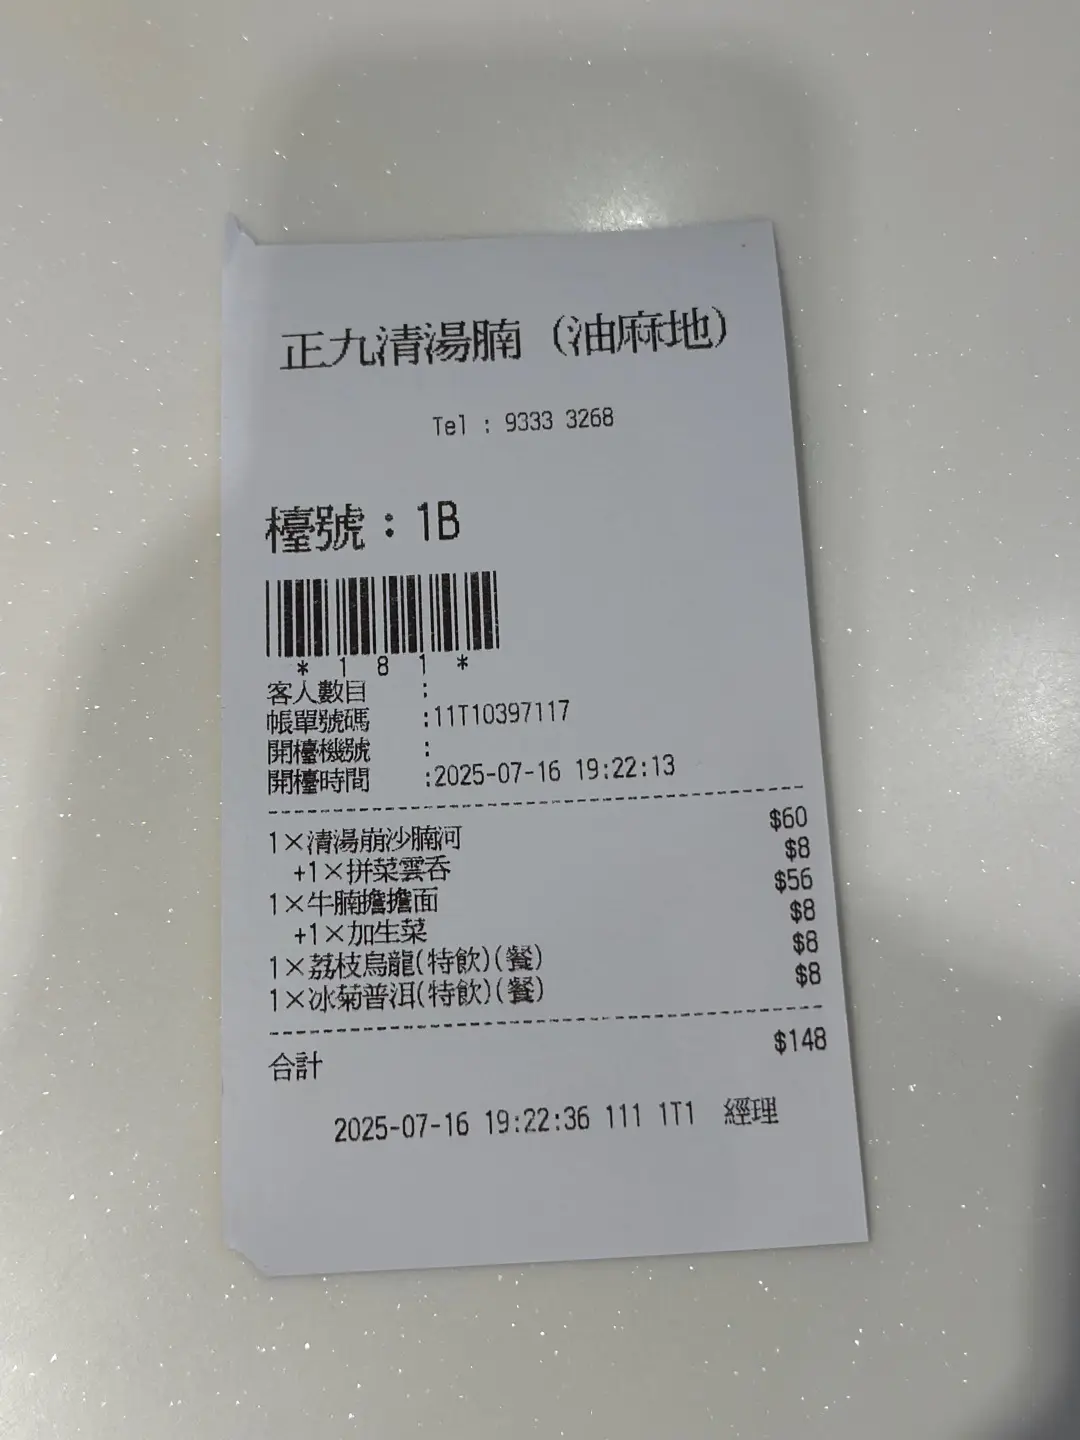 正九清湯腩（油麻地）
Tel : 9333 3268
檯號：1B
*181*
客人數目 :
帳單號碼 :11T10397117
開檯機號 :
開檯時間 :2025-07-16 19:22:13
1×清湯崩沙腩河 $60
+1×拼菜雲呑 $8
1×牛腩擔擔面 $56
+1×加生菜 $8
1×荔枝烏龍(特飲)(餐) $8
1×冰菊普洱(特飲)(餐) $8
合計 $148
2025-07-16 19:22:36 111 1T1 經理